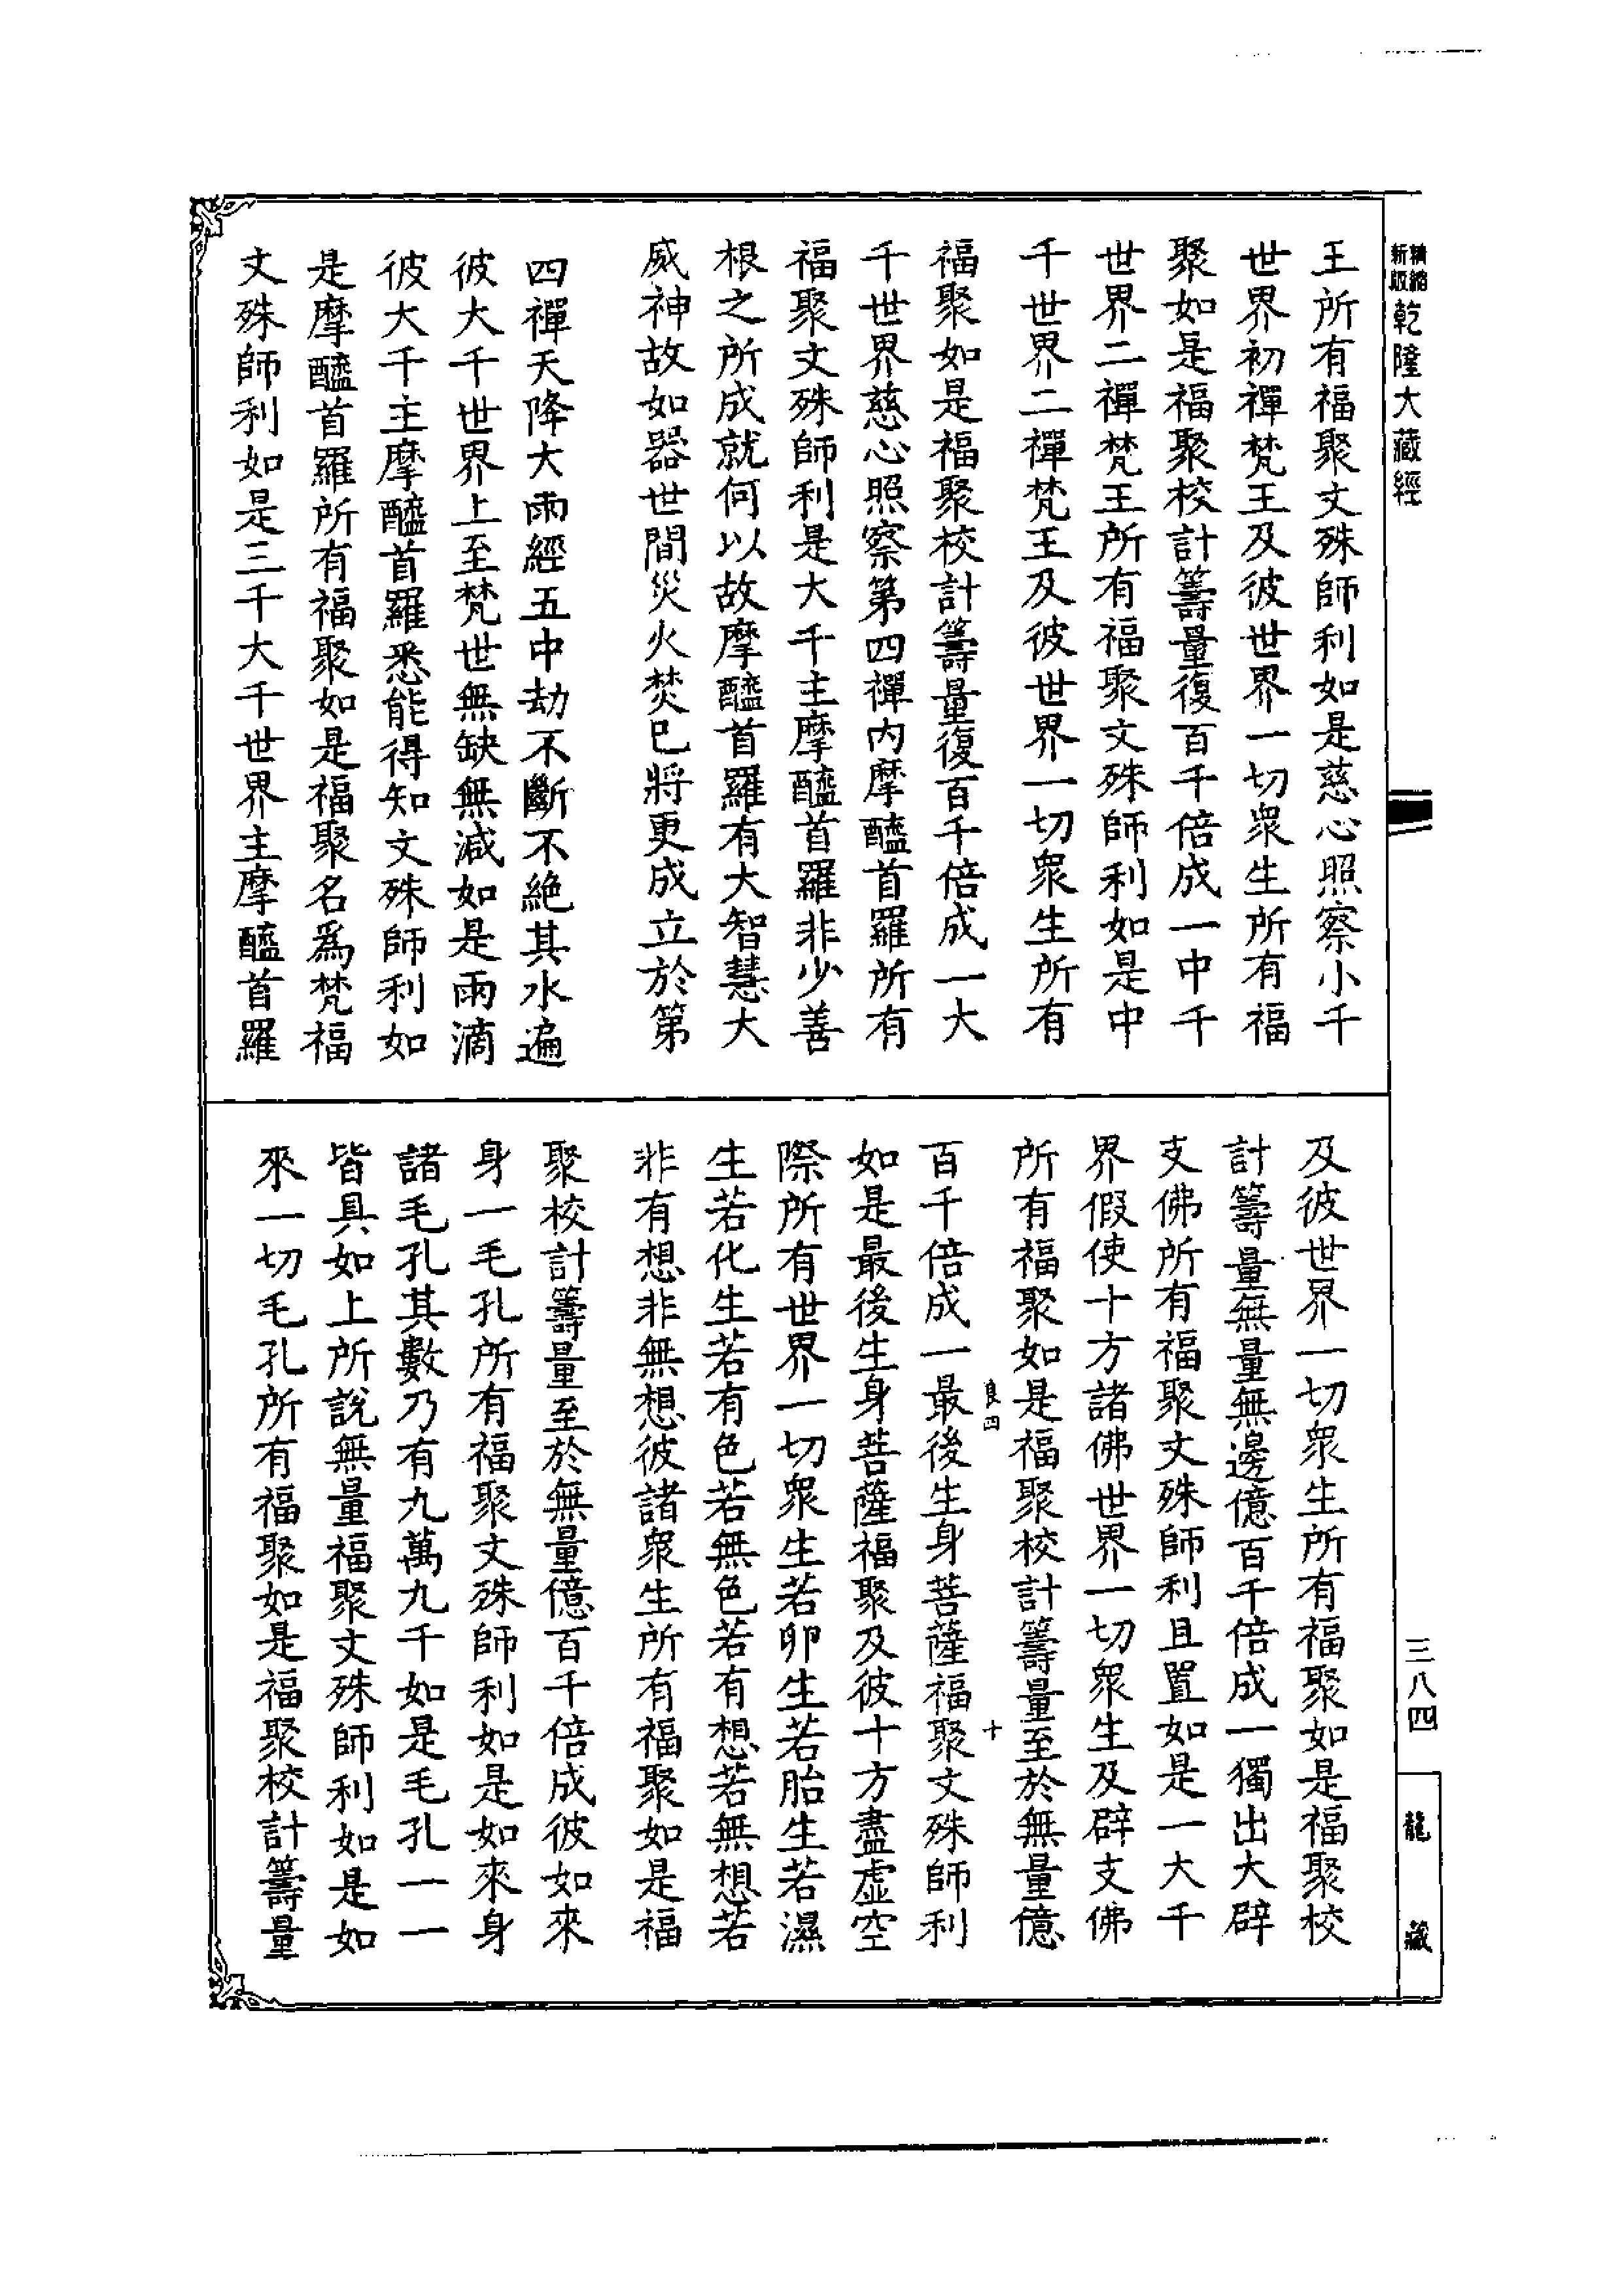 精縮新版乾隆大藏經
王所有福聚文殊師利如是慈心照察小千
世界初禪梵王及彼世界一切衆生所有福
聚如是福聚校計籌量復百千倍成一中千
世界二禪梵王所有福聚文殊師利如是中
千世界二禪梵王及彼世界一切衆生所有
福聚如是福聚校計籌量復百千倍成一大
千世界慈心照察第四禪内摩醯首羅所有
福聚文殊師利是大千主摩醯首羅非少善
根之所成就何以故摩醯首羅有大智慧大
威神故如器世間災火焚已將更成立於第
四禪天降大雨經五中劫不斷不絶其水遍
彼大千世界上至梵世無缺無減如是雨滴
彼大千主摩醯首羅悉能得知文殊師利如
是摩醯首羅所有福聚如是福聚名爲梵福
文殊師利如是三千大千世界主摩醯首羅
及彼世界一切衆生所有福聚如是福聚校
計籌量無量無邊億百千倍成一獨出大辟
支佛所有福聚文殊師利且置如是一大千
界假使十方諸佛世界一切衆生及辟支佛
所有福聚如是福聚校計籌量至於無量億
四 十
百千倍成一最後生身菩薩福聚文殊師利
如是最後生身菩薩福聚及彼十方盡虛空
際所有世界一切衆生若卵生若胎生若濕
生若化生若有色若無色若有想若無想若
非有想非無想彼諸衆生所有福聚如是福
聚校計籌量至於無量億百千倍成彼如來
身一毛孔所有福聚文殊師利如是如來身
諸毛孔其數乃有九萬九千如是毛孔一一
皆具如上所說無量福聚文殊師利如是如
來一切毛孔所有福聚如是福聚校計籌量
三八四
龍藏